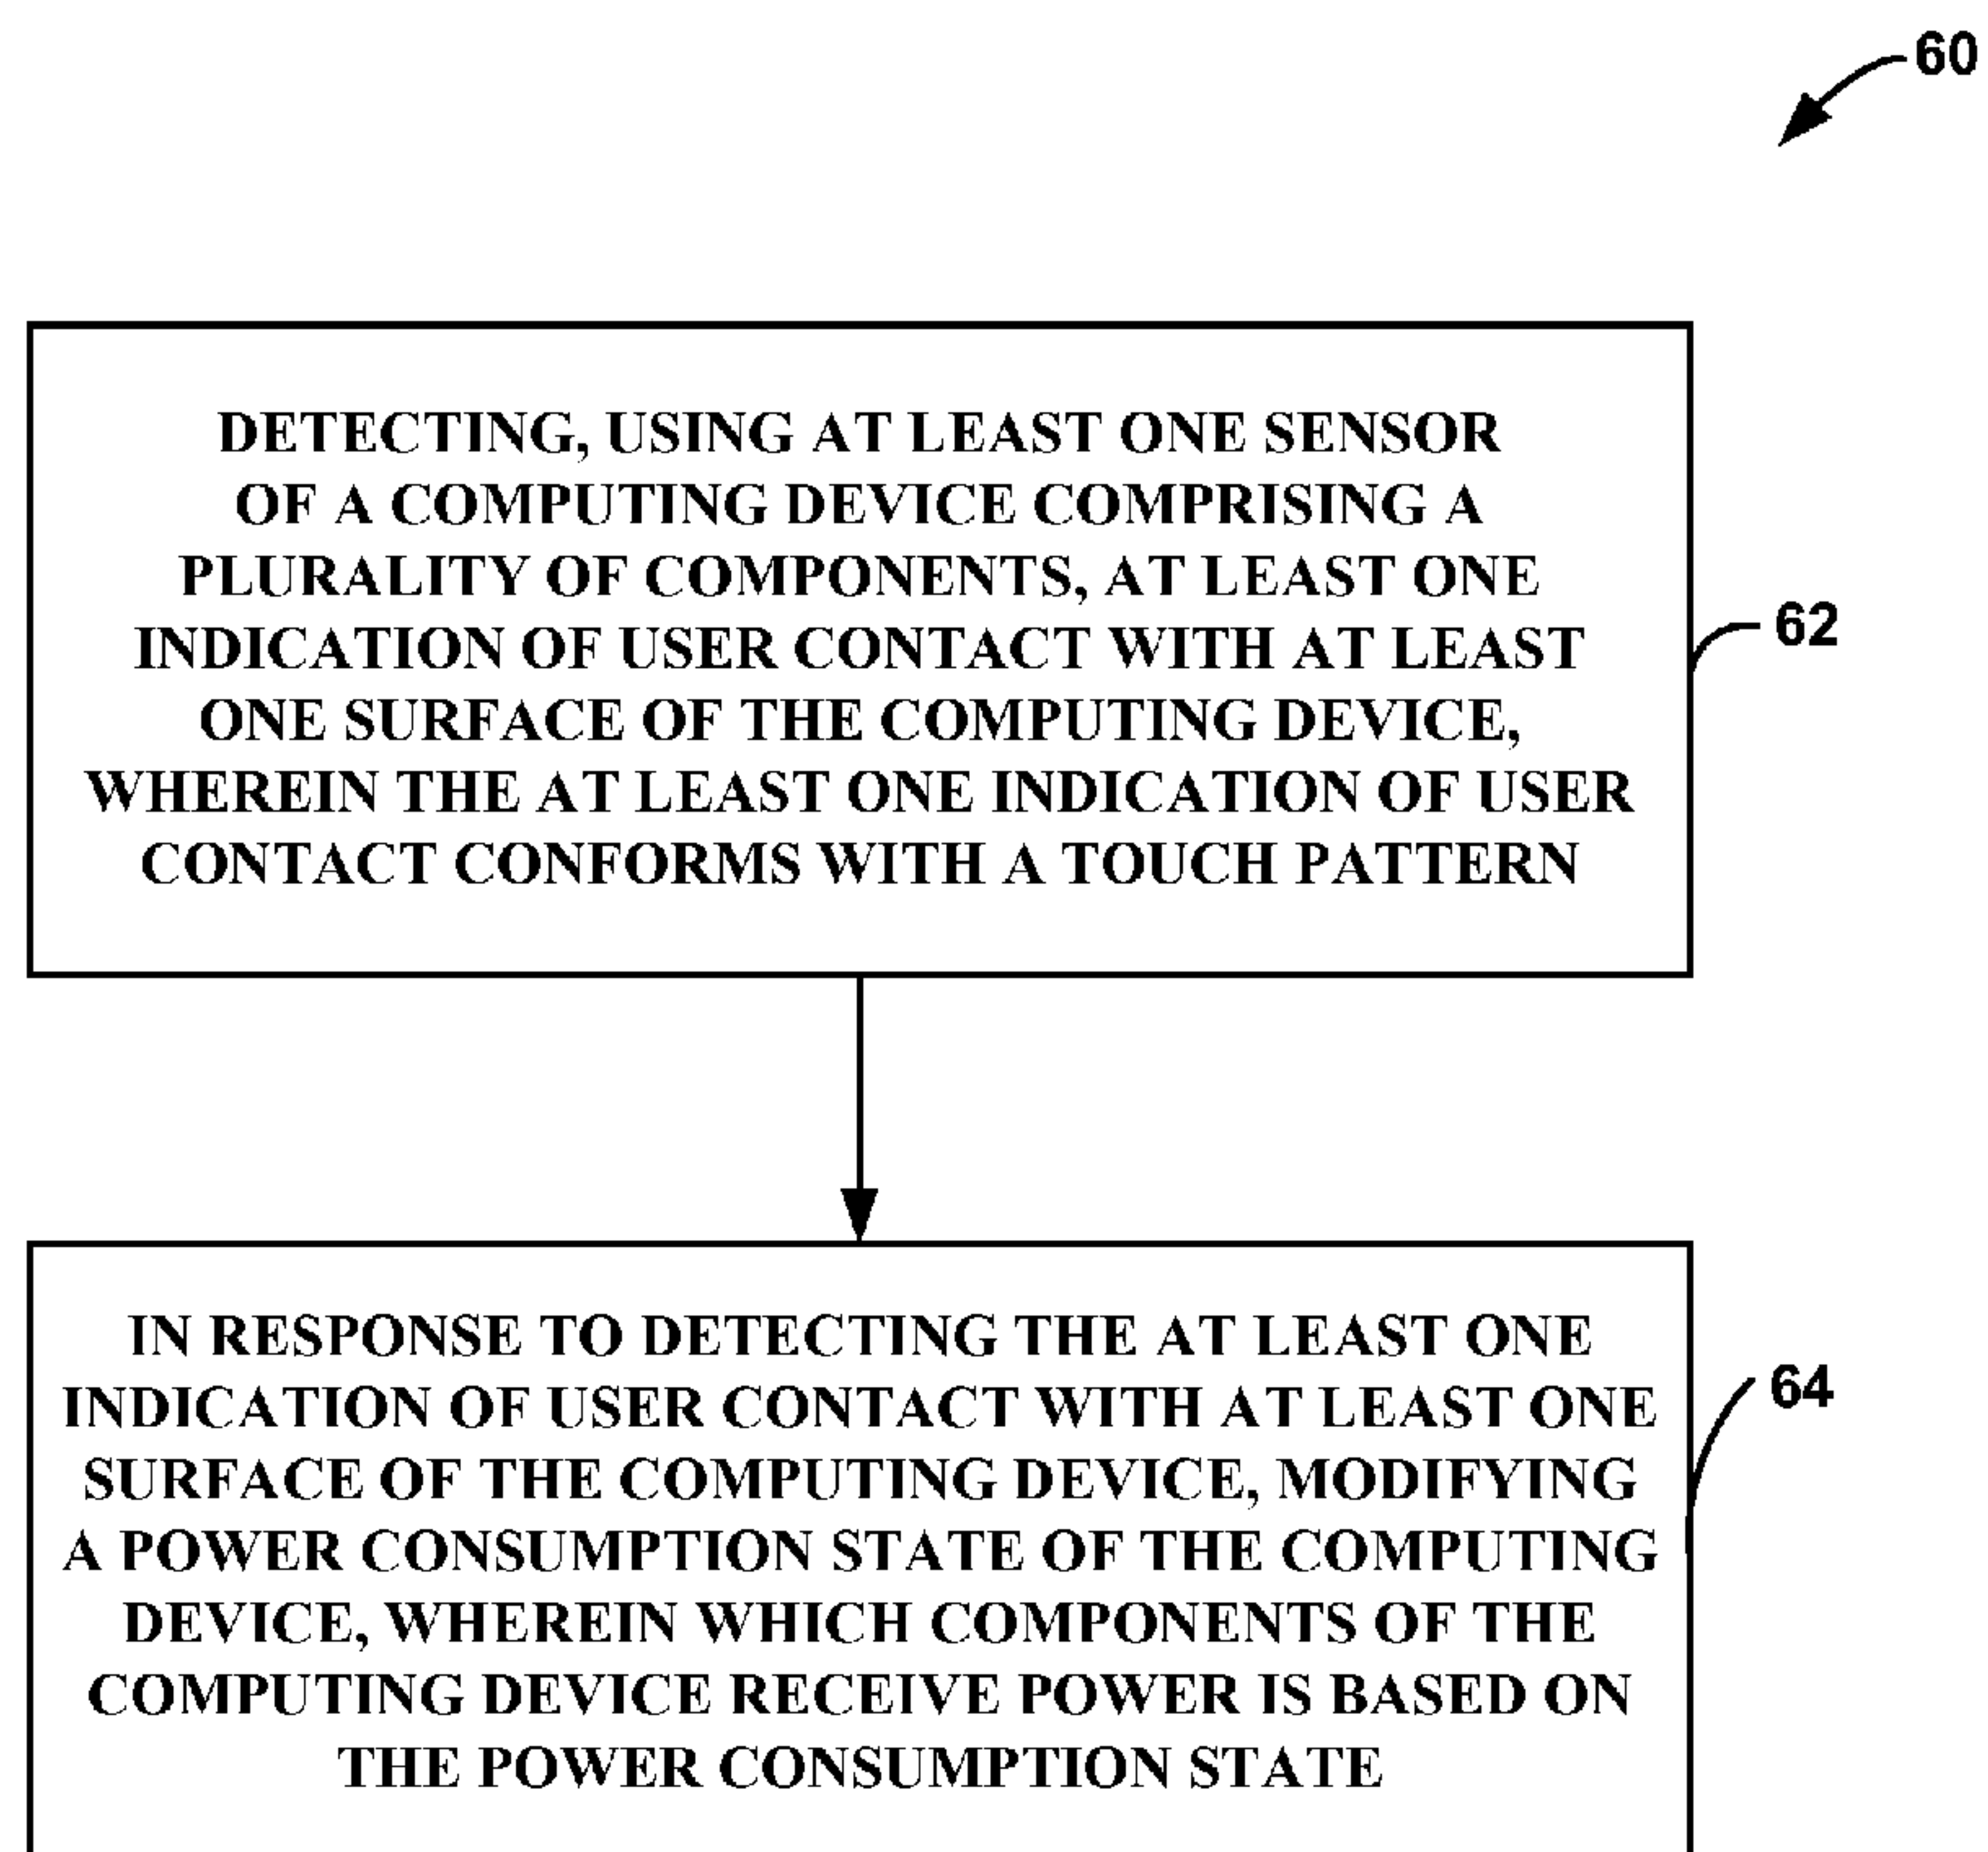 60
DETECTING, USING AT LEAST ONE SENSOR
OF A COMPUTING DEVICE COMPRISING A
PLURALITY OF COMPONENTS, AT LEAST ONE
INDICATION OF USER CONTACT WITH AT LEAST
ONE SURFACE OF THE COMPUTING DEVICE,
WHEREIN THE AT LEAST ONE INDICATION OF USER
CONTACT CONFORMS WITH A TOUCH PATTERN
62
IN RESPONSE TO DETECTING THE AT LEAST ONE
INDICATION OF USER CONTACT WITH AT LEAST ONE
SURFACE OF THE COMPUTING DEVICE, MODIFYING
A POWER CONSUMPTION STATE OF THE COMPUTING
DEVICE, WHEREIN WHICH COMPONENTS OF THE
COMPUTING DEVICE RECEIVE POWER IS BASED ON
THE POWER CONSUMPTION STATE
64